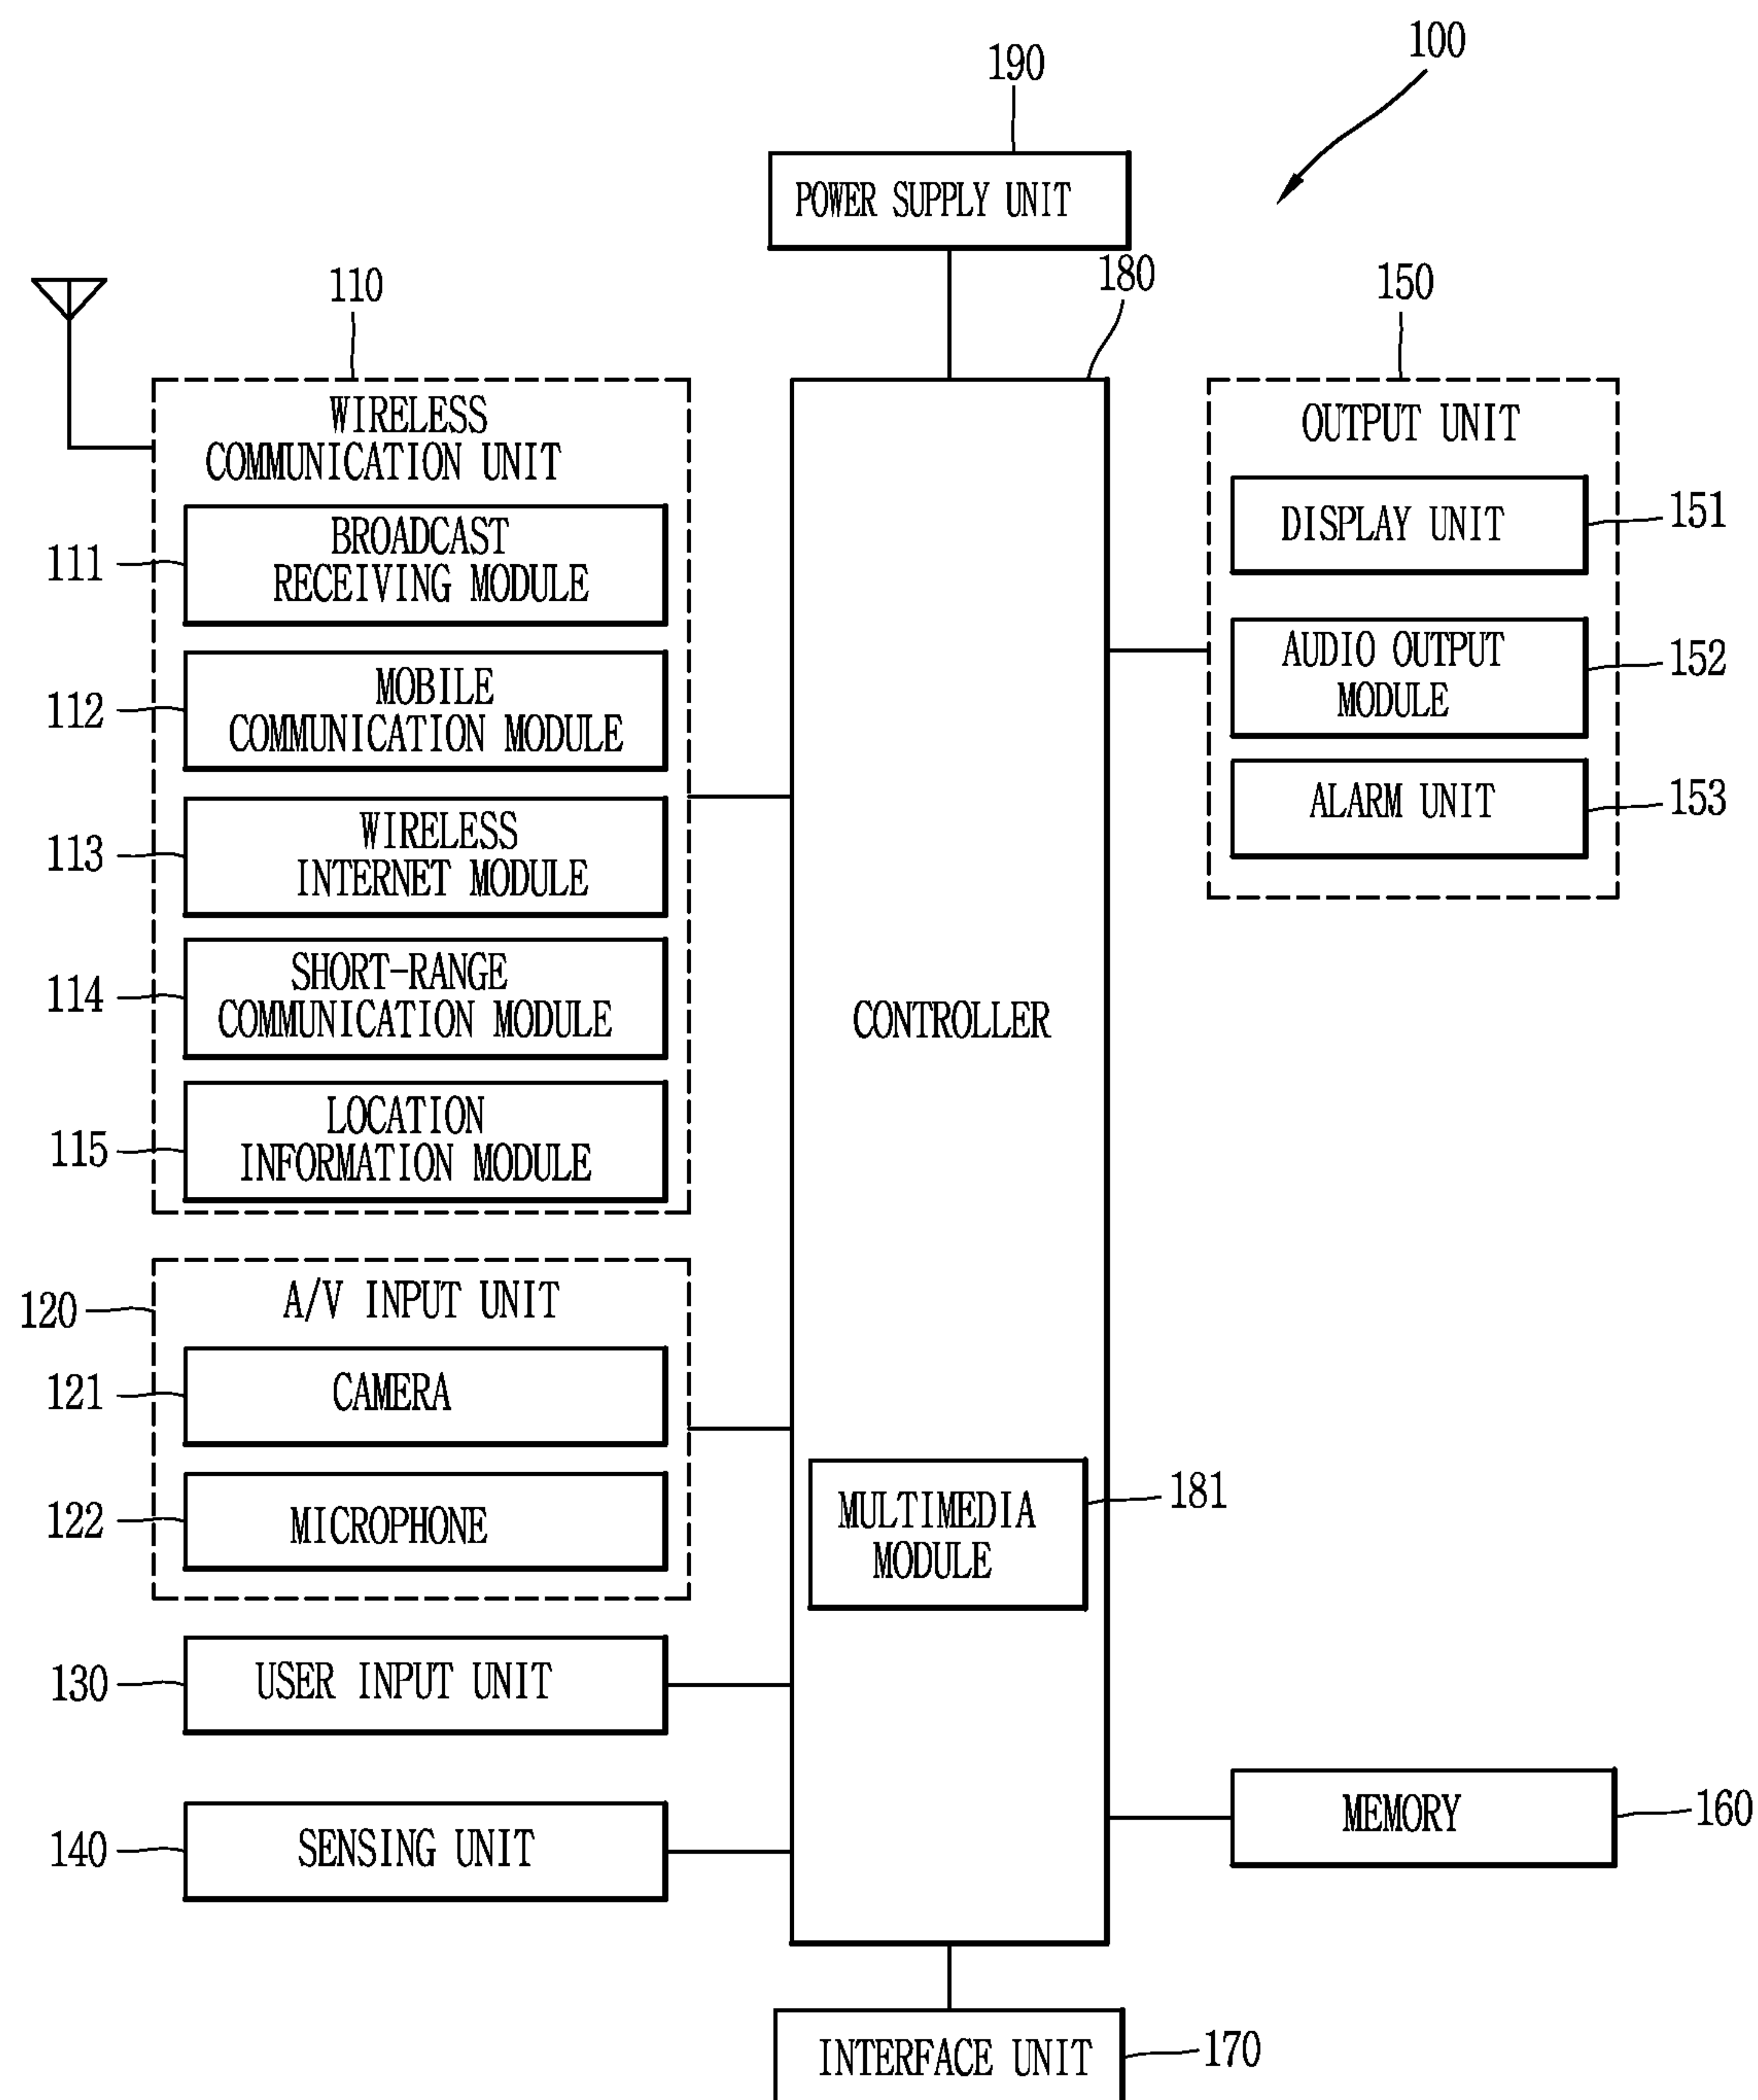 100
190
POWER SUPPLY UNIT
180
110
150
WIRELESS
COMMUNICATION UNIT
OUTPUT UNIT
111
BROADCAST
RECEIVING MODULE
DISPLAY UNIT
151
112
MOBILE
COMMUNICATION MODULE
AUDIO OUTPUT
MODULE
152
113
WIRELESS
INTERNET MODULE
ALARM UNIT
153
114
SHORT-RANGE
COMMUNICATION MODULE
CONTROLLER
115
LOCATION
INFORMATION MODULE
120
A/V INPUT UNIT
121
CAMERA
122
MICROPHONE
MULTIMEDIA
MODULE
181
130
USER INPUT UNIT
140
SENSING UNIT
MEMORY
160
INTERFACE UNIT
170